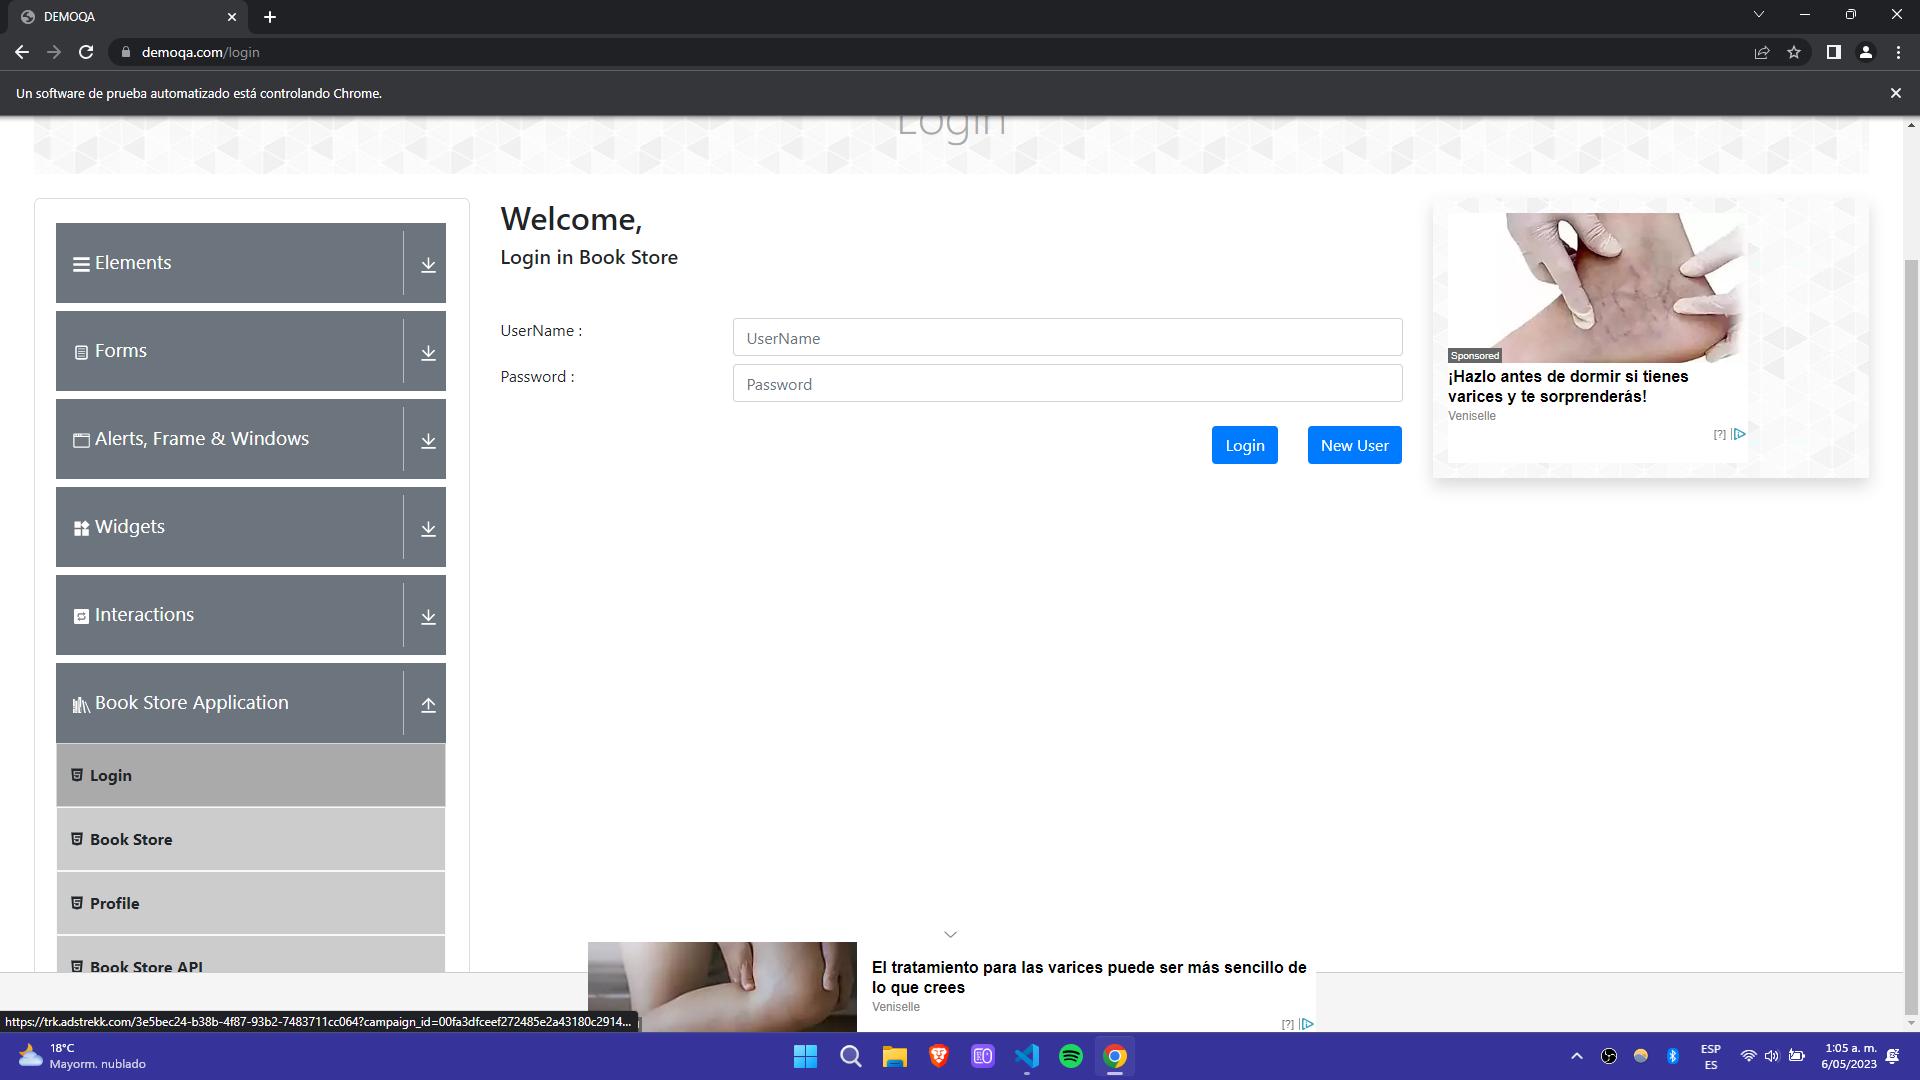 DEMOQA
demoqa.com/login
Un software de prueba automatizado está controlando Chrome.
Login
Elements
Forms
Alerts, Frame & Windows
Widgets
Interactions
Book Store Application
Login
Book Store
Profile
Book Store API
Welcome,
Login in Book Store
UserName :
UserName
Password :
Password
Login
New User
Sponsored
¡Hazlo antes de dormir si tienes
varices y te sorprenderás!
Veniselle
[?]
El tratamiento para las varices puede ser más sencillo de
lo que crees
Veniselle
[?]
https://trk.adstrekk.com/3e5bec24-b38b-4f87-93b2-7483711cc064?campaign_id=00fa3dfceef272485e2a43180c2914...
18°C
Mayorm. nublado
ESP
ES
1:05 a. m.
6/05/2023